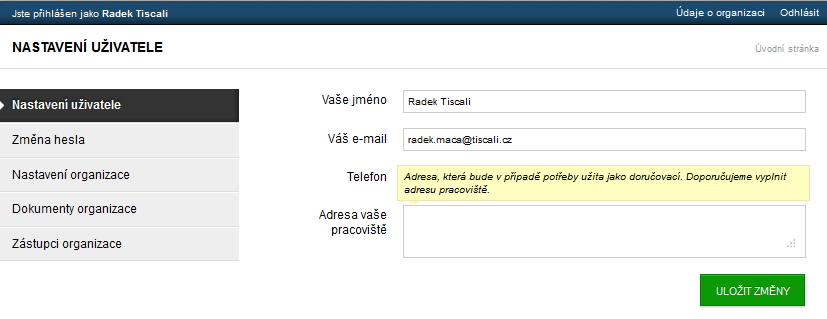 Jste přihlášen jako Radek Tiscali
Údaje o organizaci
Odhlásit
NASTAVENÍ UŽIVATELE
Úvodní stránka
Nastavení uživatele
Změna hesla
Nastavení organizace
Dokumenty organizace
Zástupci organizace
Vaše jméno
Radek Tiscali
Váš e-mail
radek.maca@tiscali.cz
Telefon
Adresa, která bude v případě potřeby užita jako doručovací. Doporučujeme vyplnit
adresu pracoviště.
Adresa vaše
pracoviště
ULOŽIT ZMĚNY